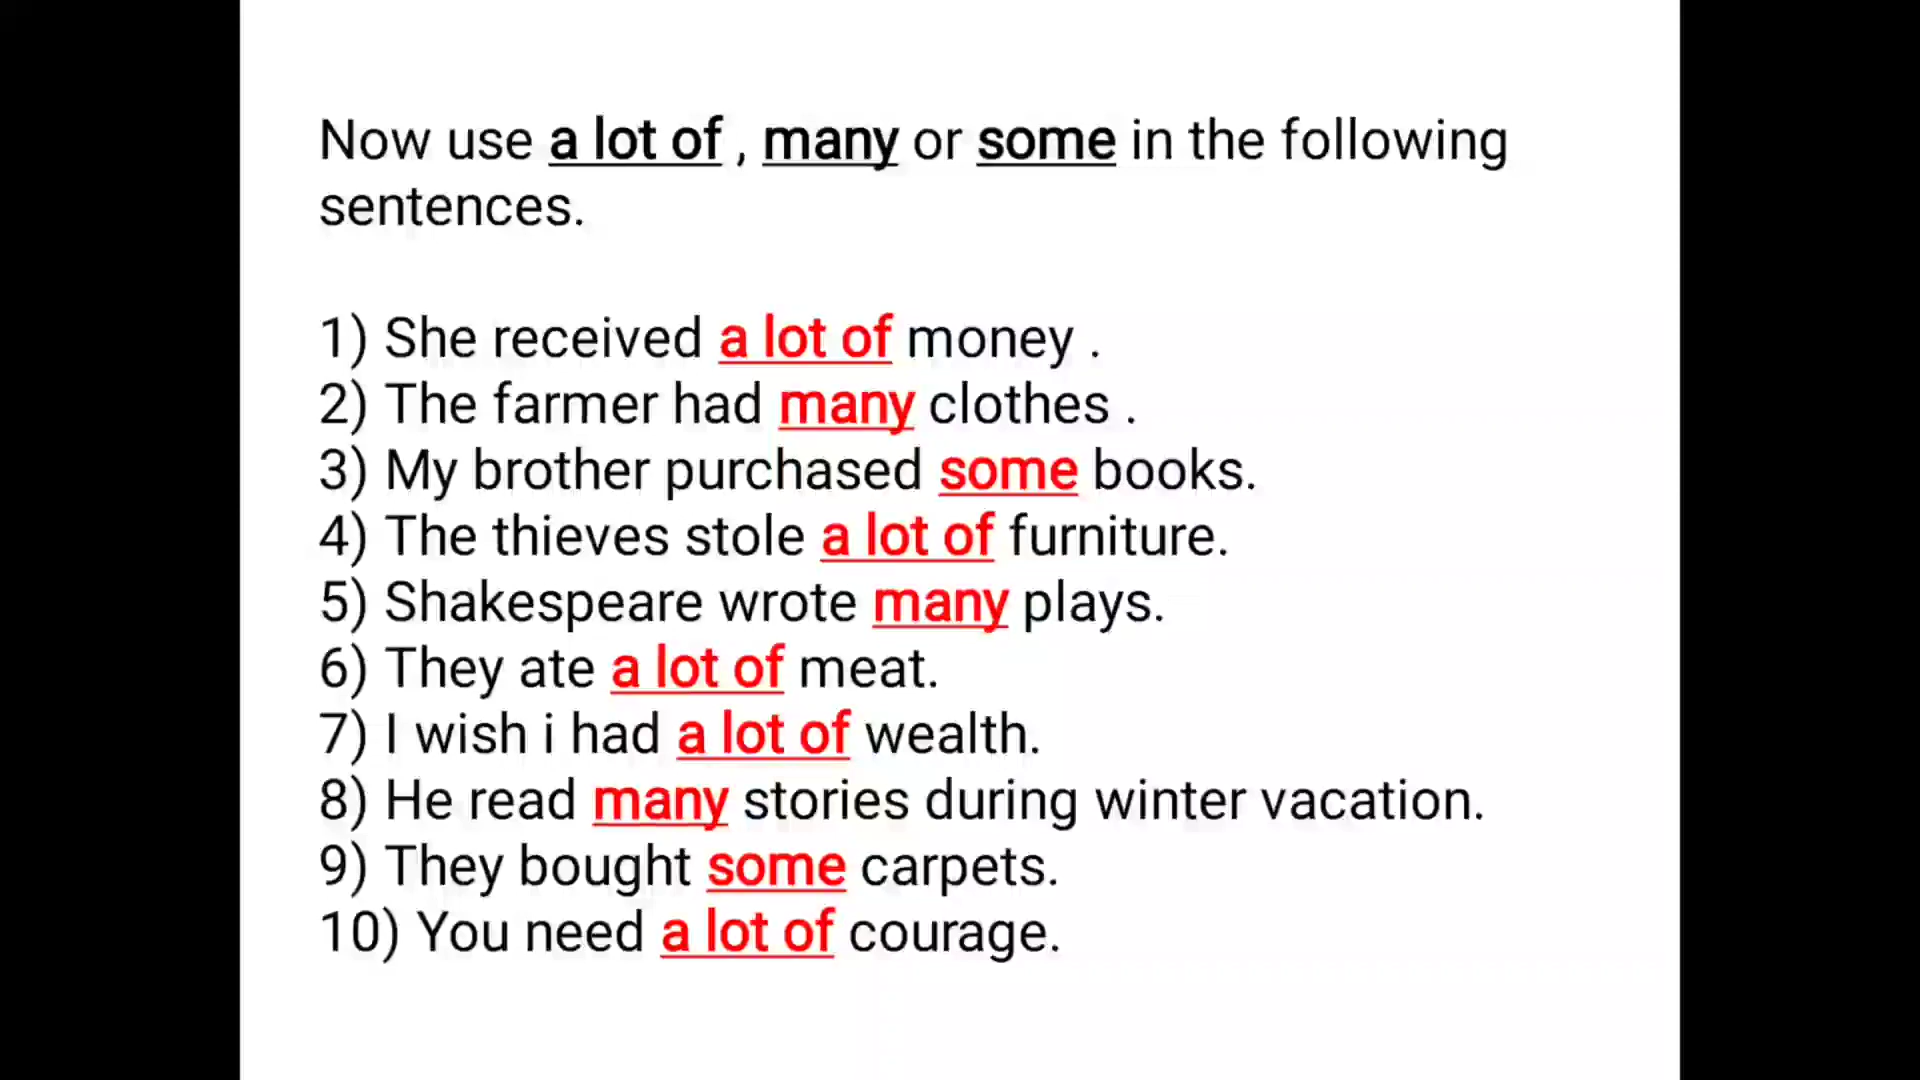 Now use a lot of , many or some in the following
sentences.
1) She received a lot of money .
2) The farmer had many clothes .
3) My brother purchased some books.
4) The thieves stole a lot of furniture.
5) Shakespeare wrote many plays.
6) They ate a lot of meat.
7) I wish i had a lot of wealth.
8) He read many stories during winter vacation.
9) They bought some carpets.
10) You need a lot of courage.